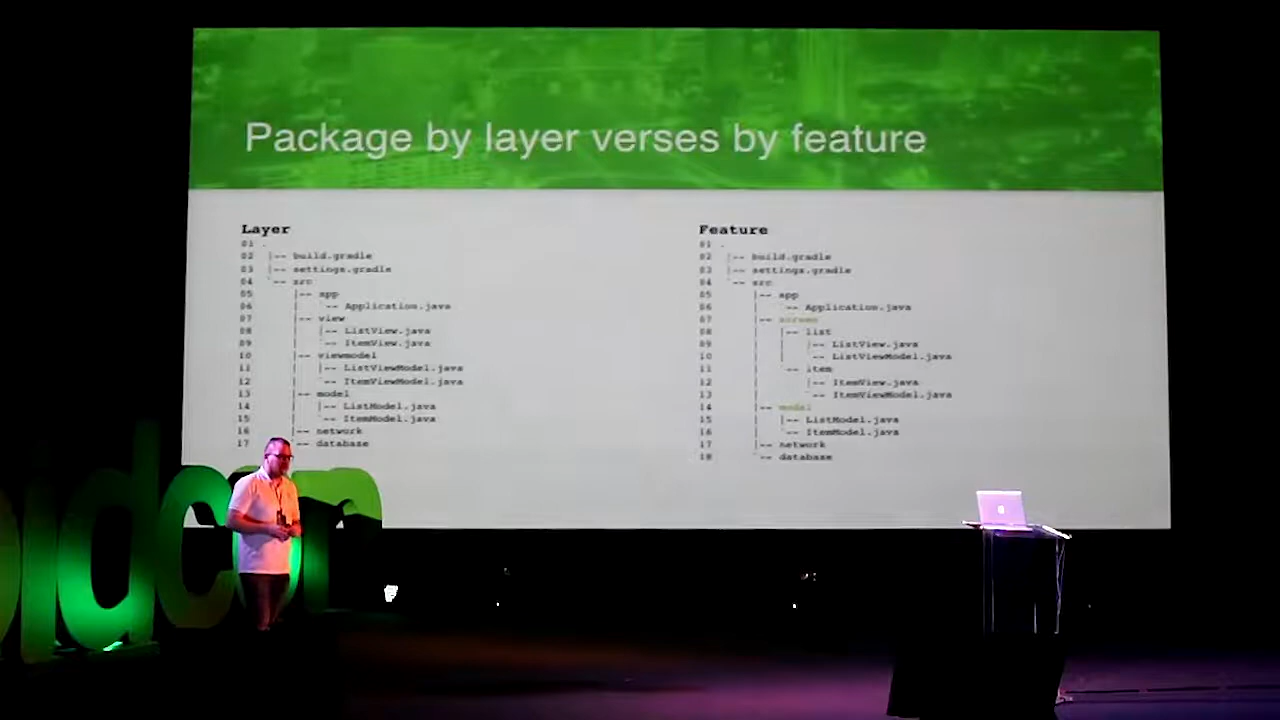 Package by layer verses by feature
Layer
01 .
02 |-- build.gradle
03 |-- settings.gradle
04 `-- src
05 |-- app
06 | `-- Application.java
07 |-- view
08 | |-- ListView.java
09 | `-- ItemView.java
10 |-- viewmodel
11 | |-- ListViewModel.java
12 | `-- ItemViewModel.java
13 |-- model
14 | |-- ListModel.java
15 | `-- ItemModel.java
16 |-- network
17 `-- database
Feature
01 .
02 |-- build.gradle
03 |-- settings.gradle
04 `-- src
05 |-- app
06 | `-- Application.java
07 |--
08 | |-- list
09 | | |-- ListView.java
10 | | `-- ListViewModel.java
11 | `-- item
12 | |-- ItemView.java
13 | `-- ItemViewModel.java
14 |-- model
15 | |-- ListModel.java
16 | `-- ItemModel.java
17 |-- network
18 `-- database
idcon